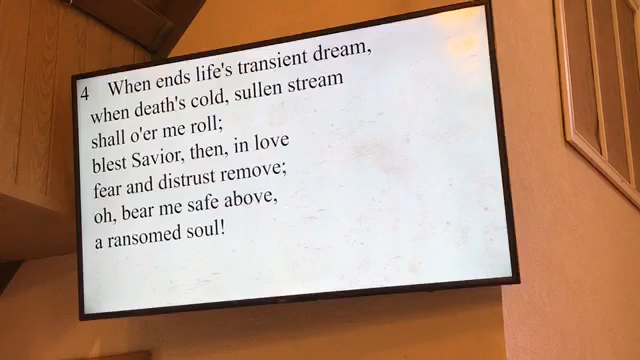 4 When ends life's transient dream,
when death's cold, sullen stream
shall o'er me roll;
blest Savior, then, in love
fear and distrust remove;
oh, bear me safe above,
a ransomed soul!